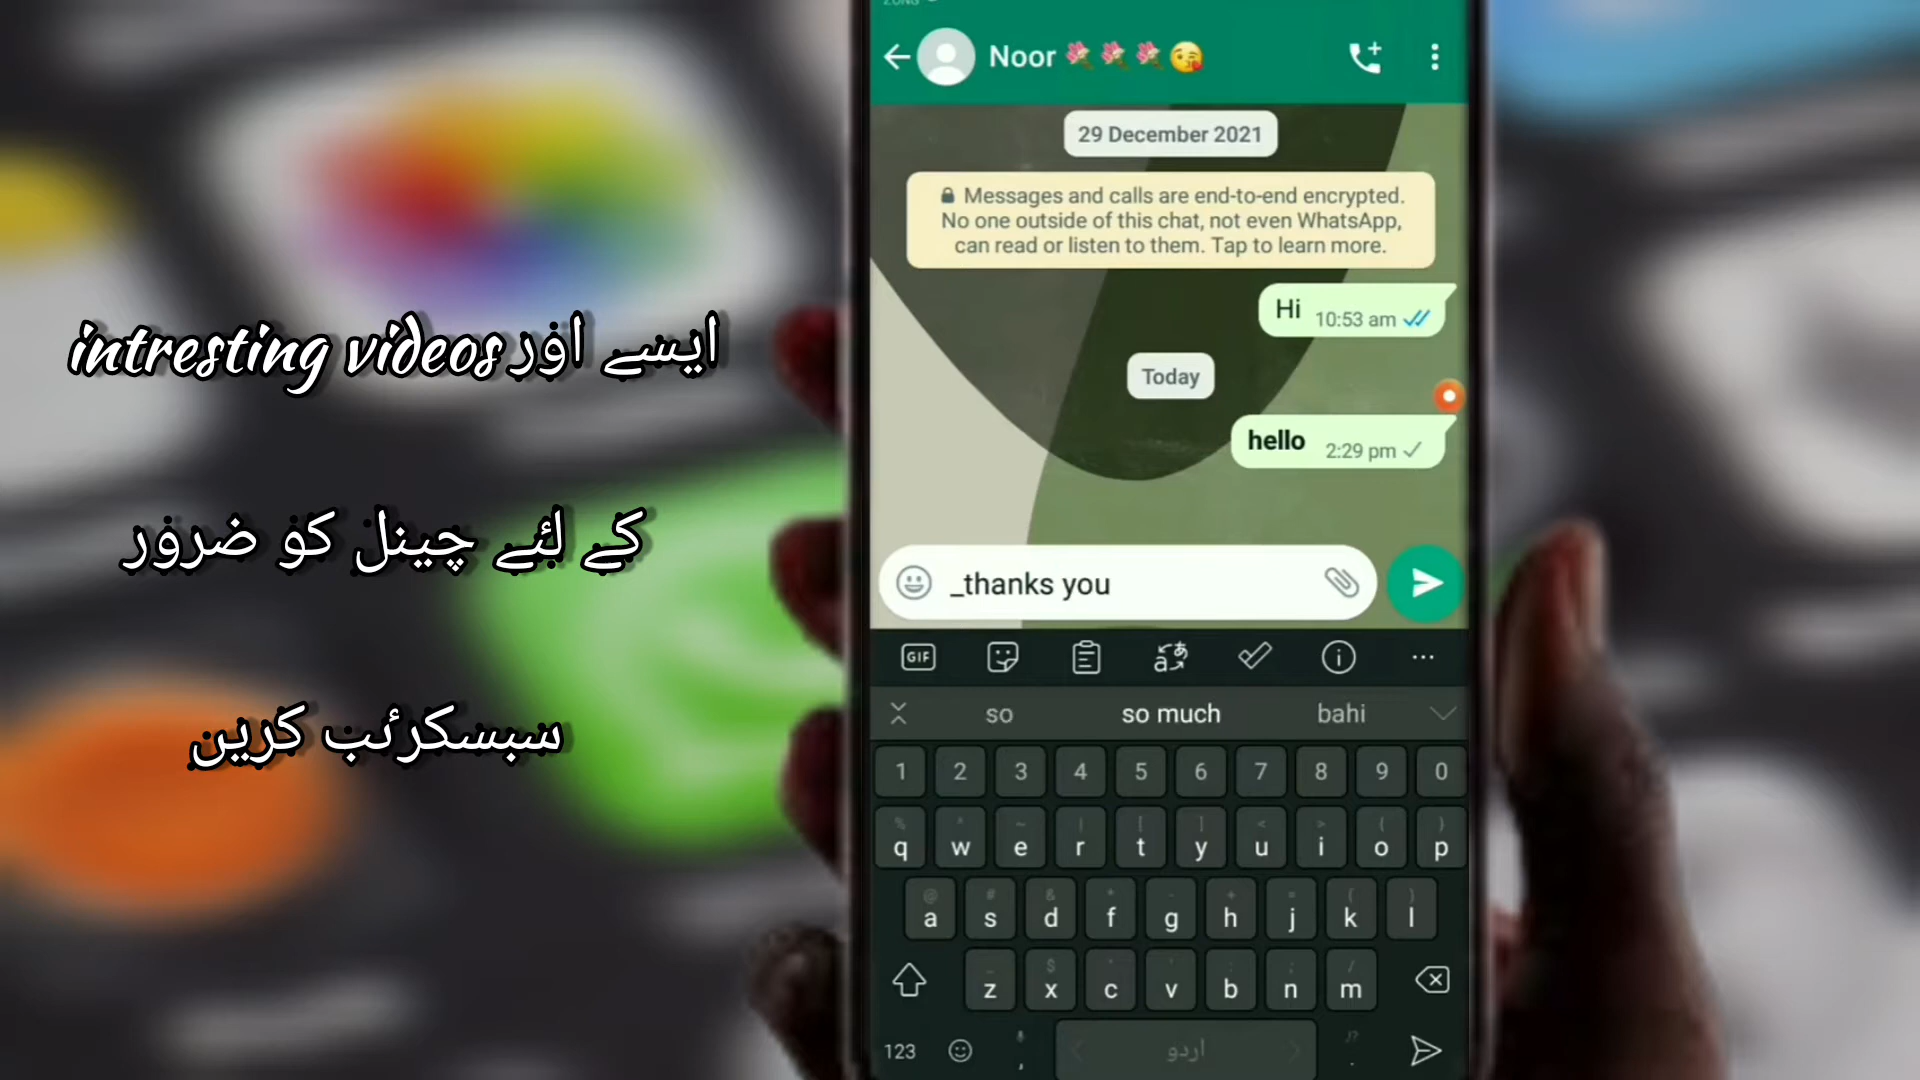 ایسے اور intresting videos
کے لئے چینل کو ضرور
سبسکرئب کریں
Noor 🌺🌺🌺😘
29 December 2021
🔒 Messages and calls are end-to-end encrypted.
No one outside of this chat, not even WhatsApp,
can read or listen to them. Tap to learn more.
Hi 10:53 am
Today
hello 2:29 pm
_thanks you
GIF
so so much bahi
1 2 3 4 5 6 7 8 9 0
q w e r t y u i o p
a s d f g h j k l
z x c v b n m
123 , اردو .